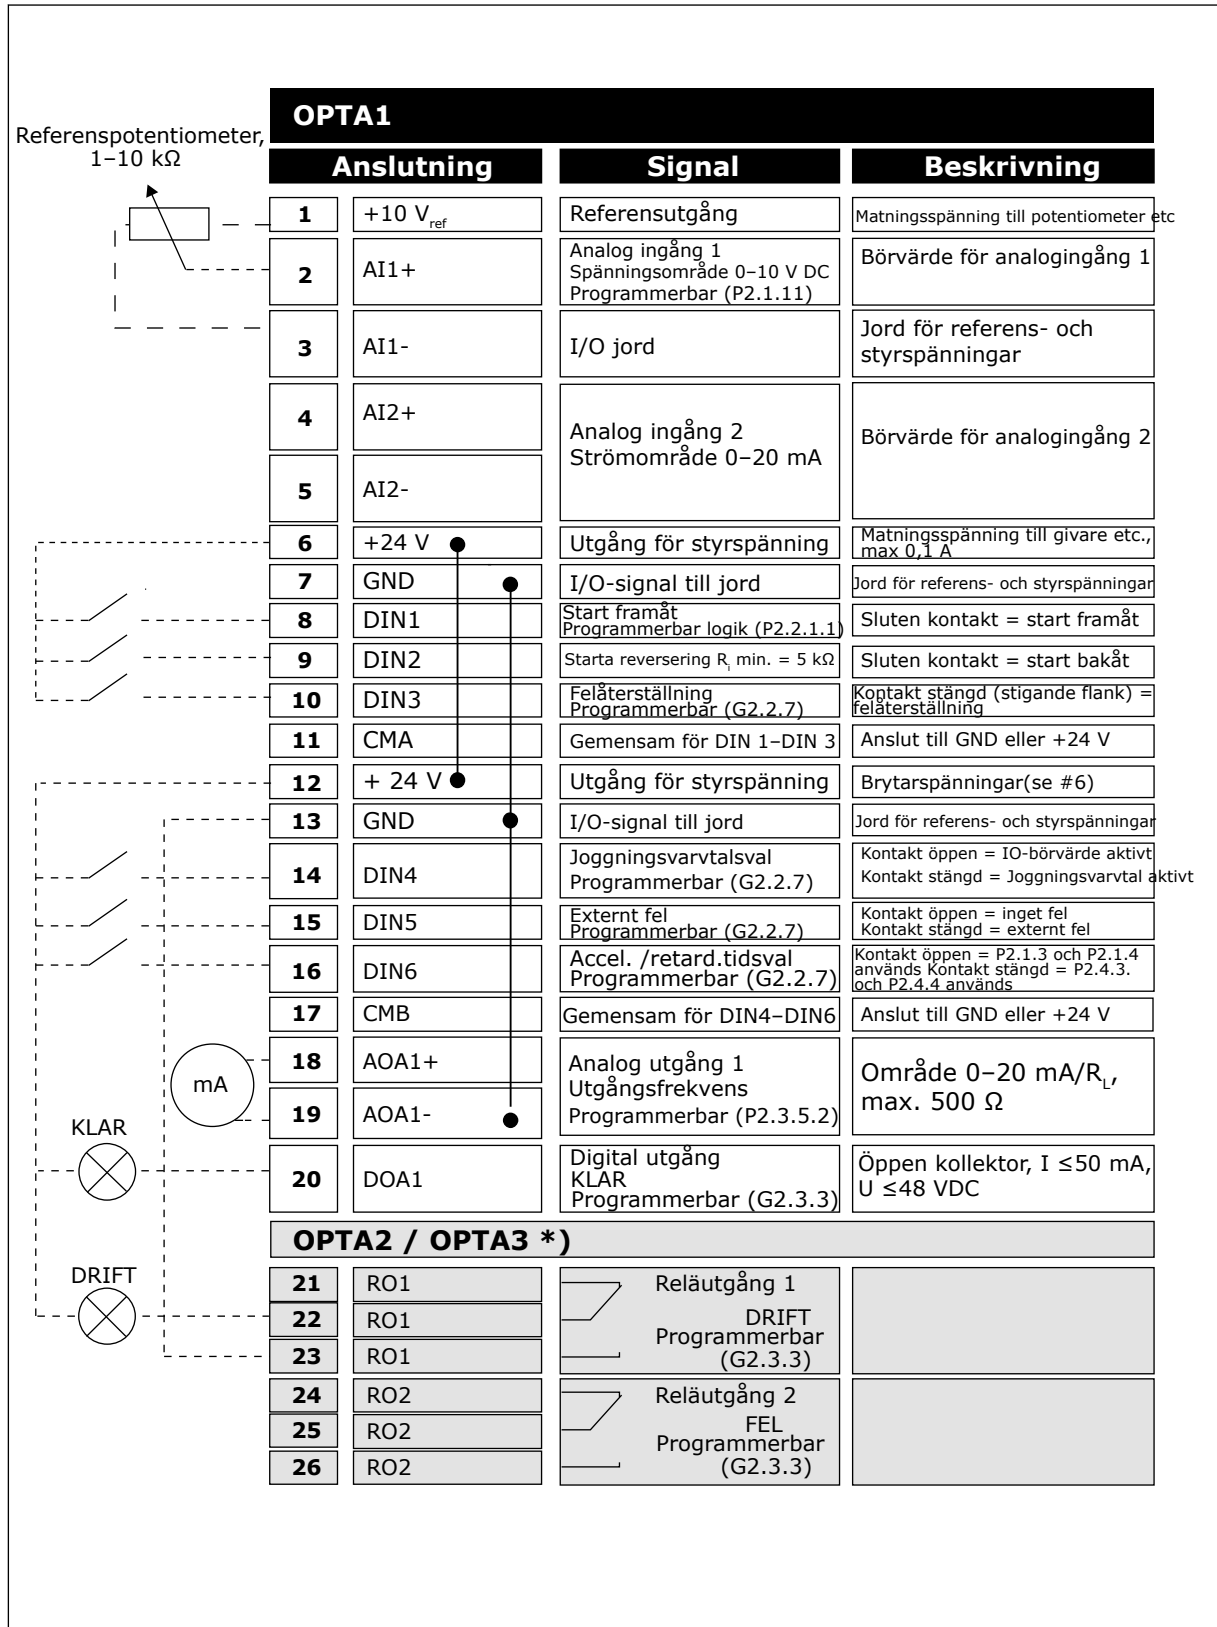 OPTA1
Referenspotentiometer,
1–10 kΩ
Anslutning Signal Beskrivning
1 +10 Vref Referensutgång Matningsspänning till potentiometer etc
2 AI1+ Analog ingång 1
Spänningsområde 0–10 V DC
Programmerbar (P2.1.11)
Börvärde för analogingång 1
3 AI1- I/O jord Jord för referens- och
styrspänningar
4 AI2+
5 AI2-
Analog ingång 2
Strömområde 0–20 mA
Börvärde för analogingång 2
6 +24 V Utgång för styrspänning Matningsspänning till givare etc.,
max 0,1 A
7 GND I/O-signal till jord Jord för referens- och styrspänningar
8 DIN1 Start framåt
Programmerbar logik (P2.2.1.1)
Sluten kontakt = start framåt
9 DIN2 Starta reversering Ri min. = 5 kΩ Sluten kontakt = start bakåt
10 DIN3 Felåterställning
Programmerbar (G2.2.7)
Kontakt stängd (stigande flank) =
felåterställning
11 CMA Gemensam för DIN 1–DIN 3 Anslut till GND eller +24 V
12 + 24 V Utgång för styrspänning Brytarspänningar(se #6)
13 GND I/O-signal till jord Jord för referens- och styrspänningar
14 DIN4 Joggningsvarvtalsval
Programmerbar (G2.2.7)
Kontakt öppen = IO-börvärde aktivt
Kontakt stängd = Joggningsvarvtal aktivt
15 DIN5 Externt fel
Programmerbar (G2.2.7)
Kontakt öppen = inget fel
Kontakt stängd = externt fel
16 DIN6 Accel. /retard.tidsval
Programmerbar (G2.2.7)
Kontakt öppen = P2.1.3 och P2.1.4
används Kontakt stängd = P2.4.3.
och P2.4.4 används
17 CMB Gemensam för DIN4–DIN6 Anslut till GND eller +24 V
mA
18 AOA1+
19 AOA1-
Analog utgång 1
Utgångsfrekvens
Programmerbar (P2.3.5.2)
Område 0–20 mA/RL,
max. 500 Ω
KLAR
20 DOA1 Digital utgång
KLAR
Programmerbar (G2.3.3)
Öppen kollektor, I ≤50 mA,
U ≤48 VDC
OPTA2 / OPTA3 *)
DRIFT
21 RO1
22 RO1
23 RO1
Reläutgång 1
DRIFT
Programmerbar
(G2.3.3)
24 RO2
25 RO2
26 RO2
Reläutgång 2
FEL
Programmerbar
(G2.3.3)